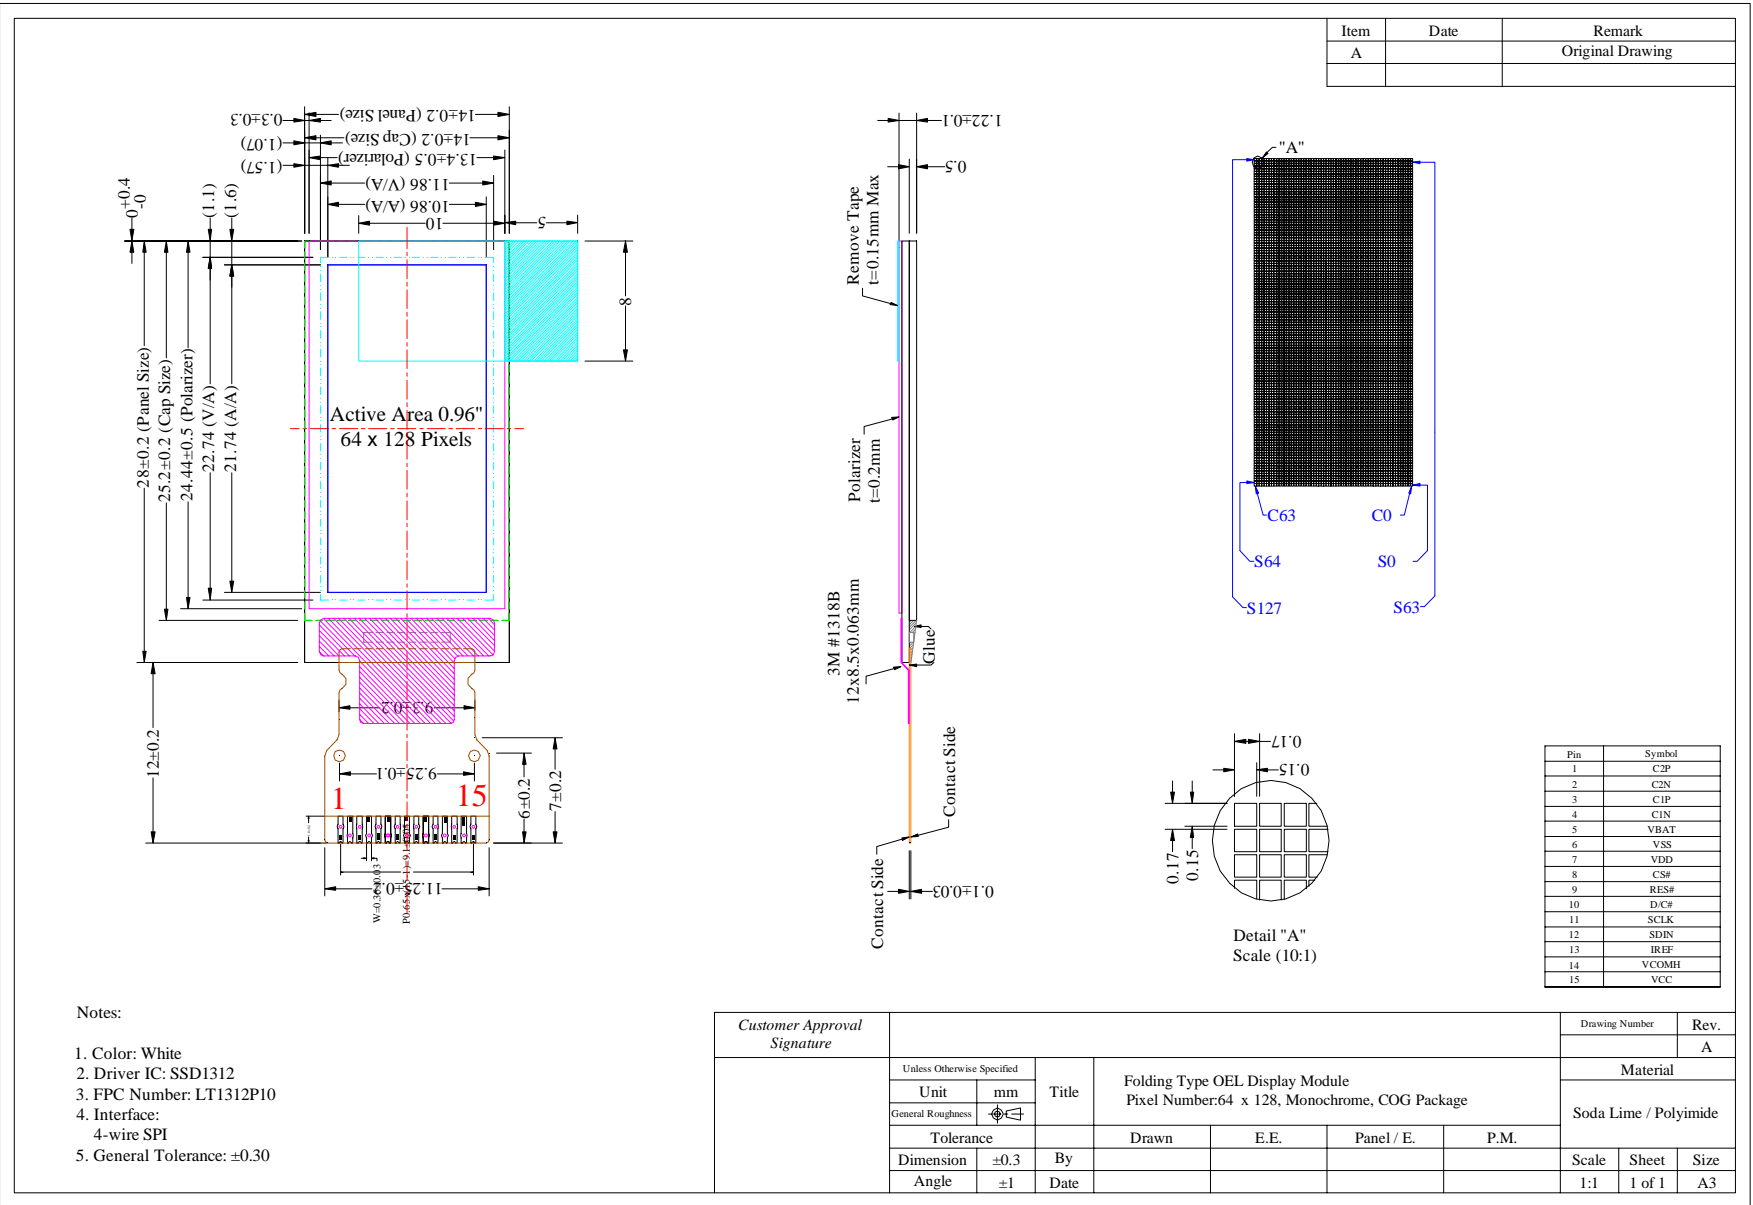 Item Date Remark
A Original Drawing
0.3±0.3
14±0.2 (Panel Size)
(1.07)
14±0.2 (Cap Size)
(1.57)
13.4±0.5 (Polarizer)
11.86 (V/A)
10.86 (A/A)
10
5
0+0.4
-0
(1.1)
(1.6)
8
28±0.2 (Panel Size)
25.2±0.2 (Cap Size)
24.44±0.5 (Polarizer)
22.74 (V/A)
21.74 (A/A)
Active Area 0.96"
64 x 128 Pixels
9.3±0.2
12±0.2
9.25±0.1
6±0.2
7±0.2
1 15
11.25±0.2
W=0.36±0.03
1.22±0.1
0.5
Remove Tape
t=0.15mm Max
Polarizer
t=0.2mm
3M #1318B
12x8.5x0.063mm
Glue
Contact Side
Contact Side
0.1±0.03
"A"
C63 C0
S64 S0
S127 S63
0.17
0.15
0.17
0.15
Detail "A"
Scale (10:1)
Pin Symbol
1 C2P
2 C2N
3 C1P
4 C1N
5 VBAT
6 VSS
7 VDD
8 CS#
9 RES#
10 D/C#
11 SCLK
12 SDIN
13 IREF
14 VCOMH
15 VCC
Notes:
1. Color: White
2. Driver IC: SSD1312
3. FPC Number: LT1312P10
4. Interface:
4-wire SPI
5. General Tolerance: ±0.30
Customer Approval
Signature
Unless Otherwise Specified
Unit mm
General Roughness
Tolerance
Dimension ±0.3
Angle ±1
Title
Folding Type OEL Display Module
Pixel Number:64 x 128, Monochrome, COG Package
Drawn E.E. Panel / E. P.M.
By
Date
Drawing Number Rev.
A
Material
Soda Lime / Polyimide
Scale Sheet Size
1:1 1 of 1 A3